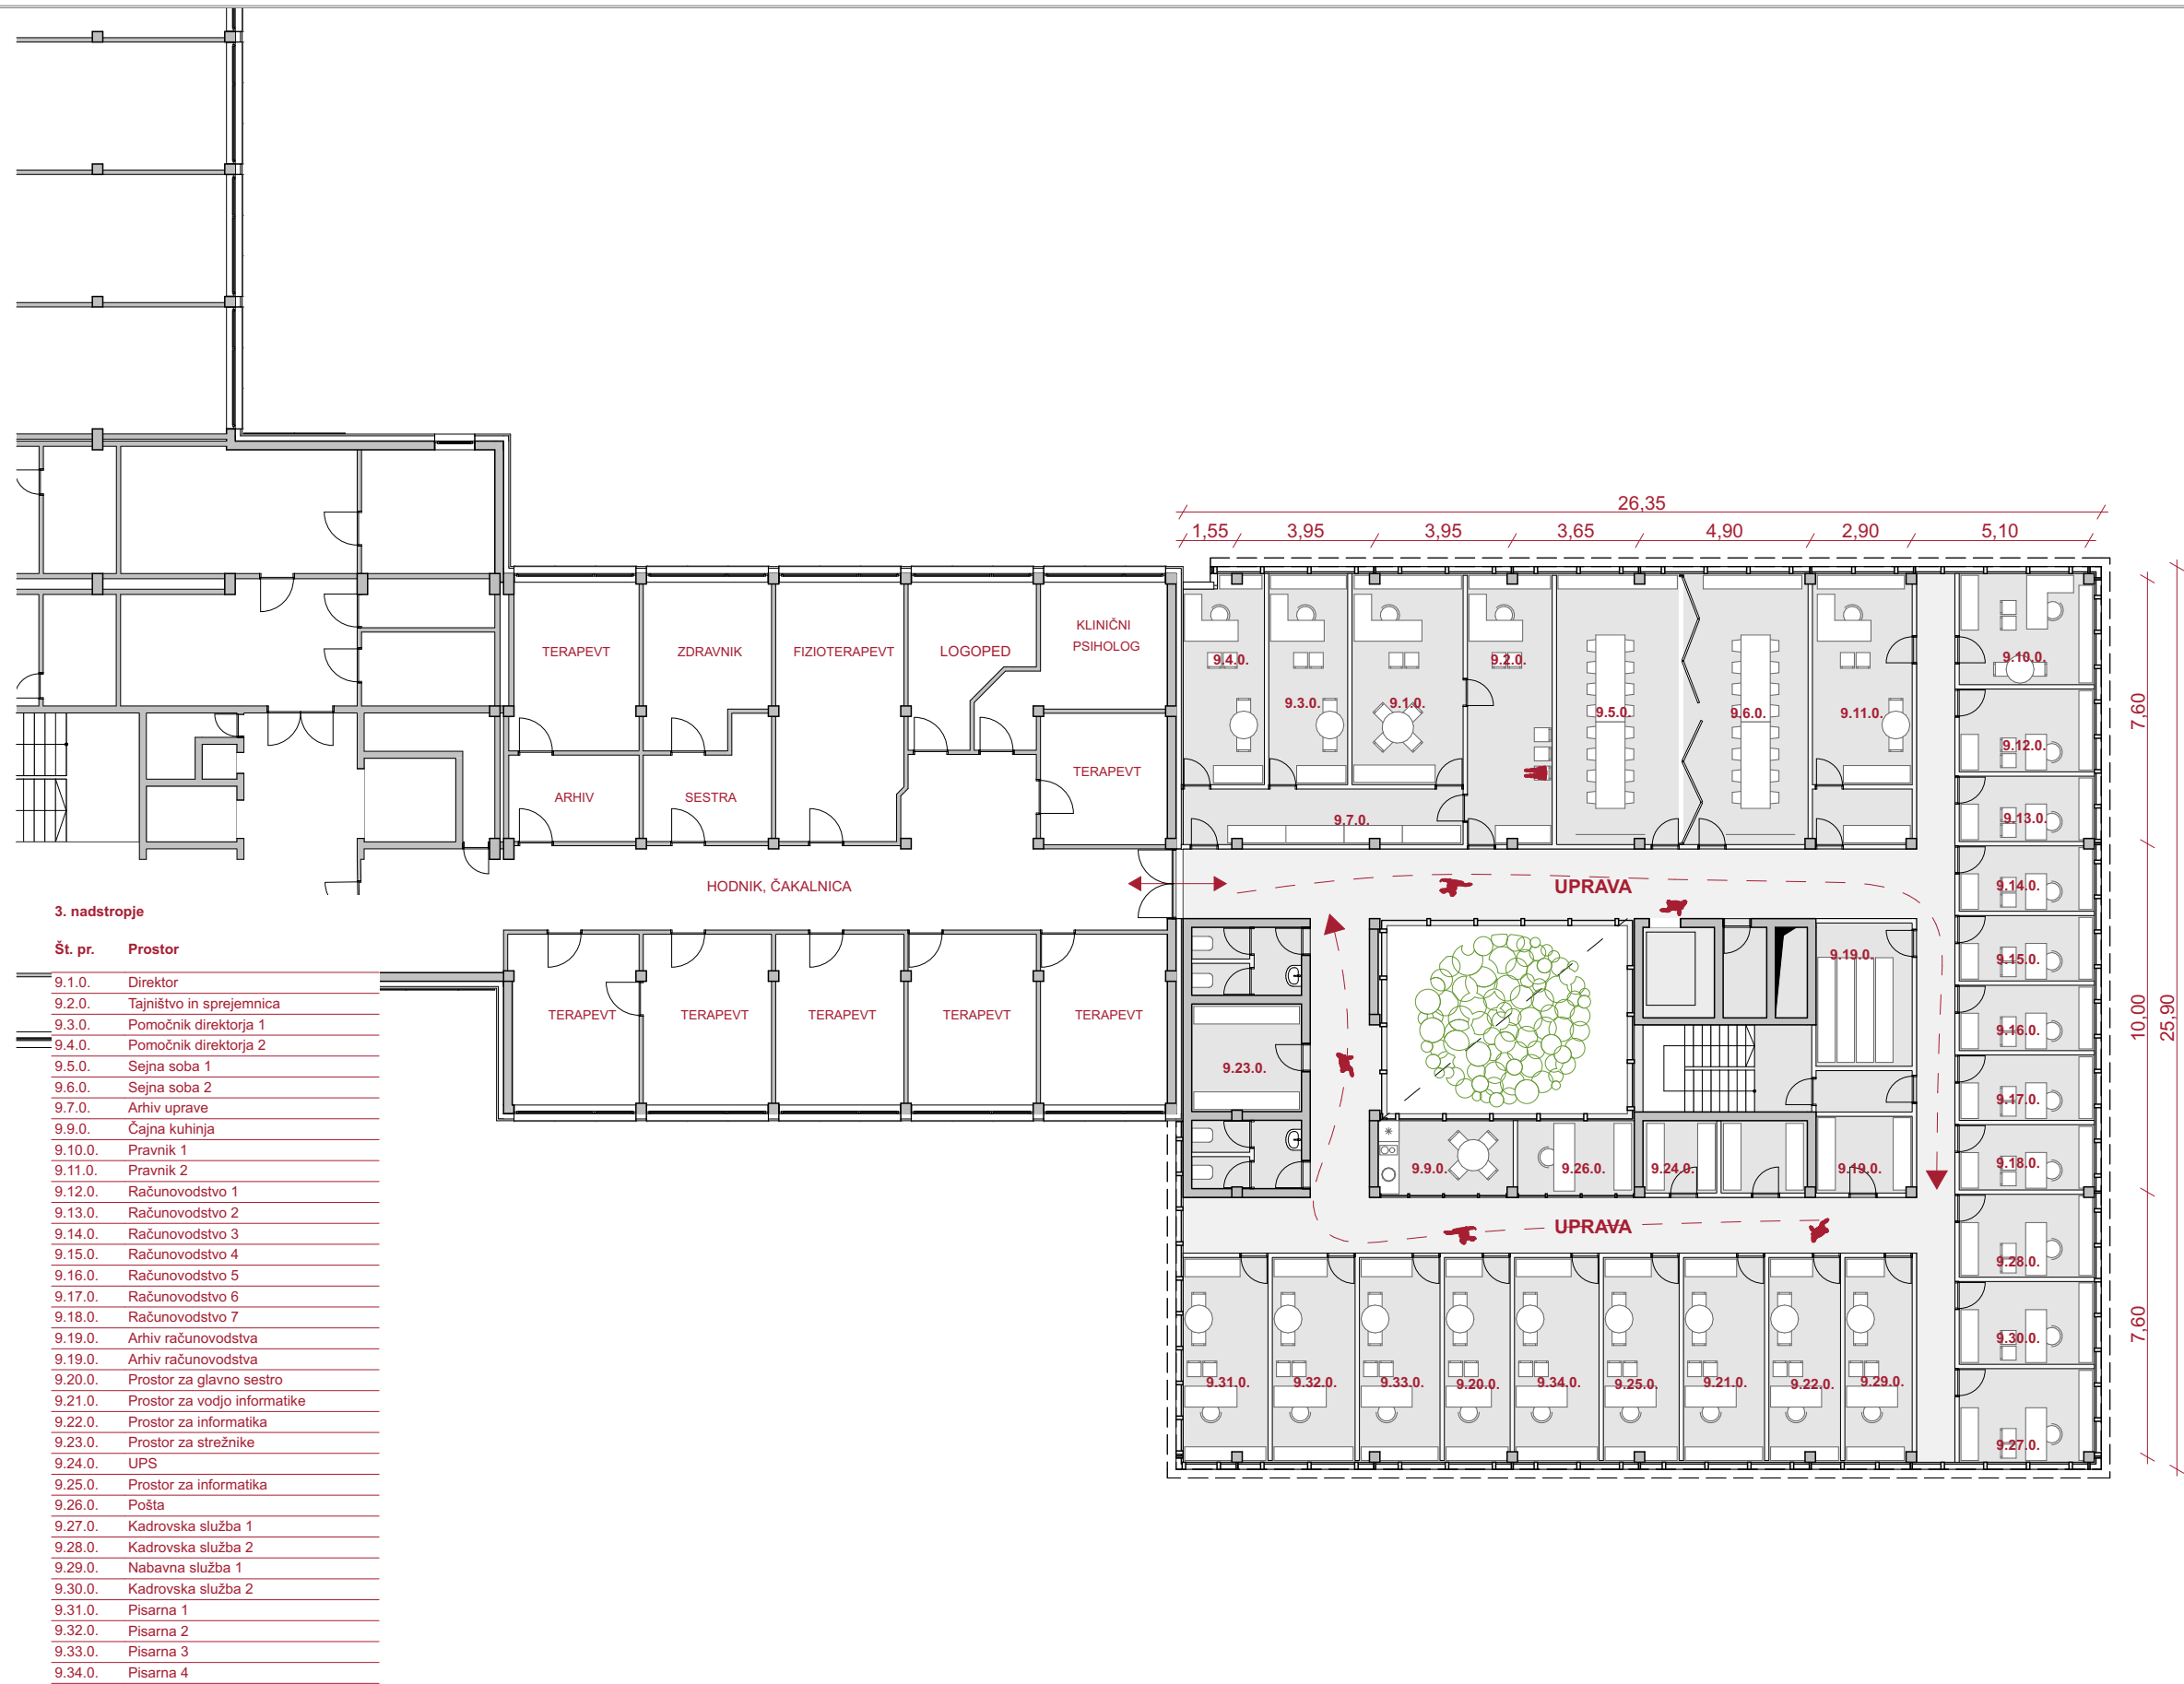 26,35
1,55 3,95 3,95 3,65 4,90 2,90 5,10
7,60
10,00
25,90
7,60
TERAPEVT
ZDRAVNIK
FIZIOTERAPEVT
LOGOPED
KLINIČNI
PSIHOLOG
TERAPEVT
ARHIV
SESTRA
HODNIK, ČAKALNICA
TERAPEVT
TERAPEVT
TERAPEVT
TERAPEVT
TERAPEVT
9.4.0.
9.3.0.
9.1.0.
9.2.0.
9.5.0.
9.6.0.
9.11.0.
9.10.0.
9.12.0.
9.7.0.
9.13.0.
UPRAVA
9.14.0.
9.19.0.
9.15.0.
9.16.0.
9.23.0.
9.17.0.
9.9.0.
9.26.0.
9.24.0.
9.19.0.
9.18.0.
UPRAVA
9.28.0.
9.30.0.
9.31.0.
9.32.0.
9.33.0.
9.20.0.
9.34.0.
9.25.0.
9.21.0.
9.22.0.
9.29.0.
9.27.0.
3. nadstropje
Št. pr. Prostor
9.1.0. Direktor
9.2.0. Tajništvo in sprejemnica
9.3.0. Pomočnik direktorja 1
9.4.0. Pomočnik direktorja 2
9.5.0. Sejna soba 1
9.6.0. Sejna soba 2
9.7.0. Arhiv uprave
9.9.0. Čajna kuhinja
9.10.0. Pravnik 1
9.11.0. Pravnik 2
9.12.0. Računovodstvo 1
9.13.0. Računovodstvo 2
9.14.0. Računovodstvo 3
9.15.0. Računovodstvo 4
9.16.0. Računovodstvo 5
9.17.0. Računovodstvo 6
9.18.0. Računovodstvo 7
9.19.0. Arhiv računovodstva
9.19.0. Arhiv računovodstva
9.20.0. Prostor za glavno sestro
9.21.0. Prostor za vodjo informatike
9.22.0. Prostor za informatika
9.23.0. Prostor za strežnike
9.24.0. UPS
9.25.0. Prostor za informatika
9.26.0. Pošta
9.27.0. Kadrovska služba 1
9.28.0. Kadrovska služba 2
9.29.0. Nabavna služba 1
9.30.0. Kadrovska služba 2
9.31.0. Pisarna 1
9.32.0. Pisarna 2
9.33.0. Pisarna 3
9.34.0. Pisarna 4